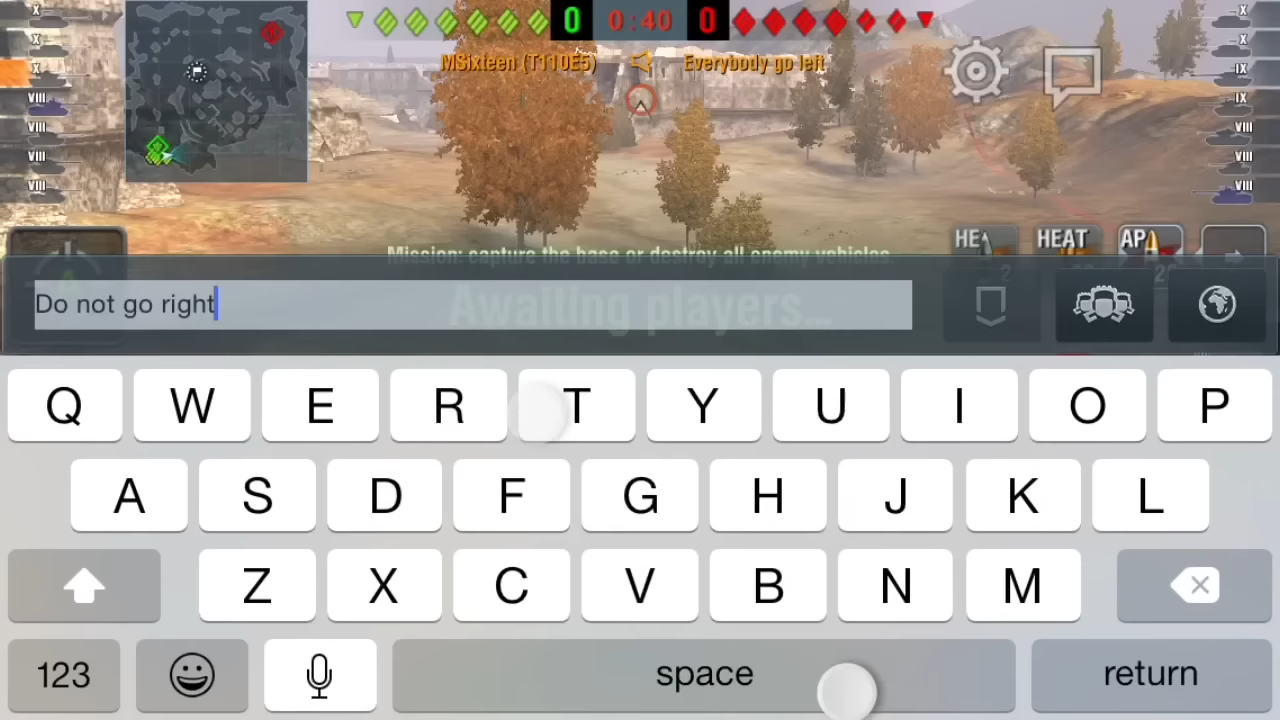 0 0:40 0
MSixteen (T110E5) Everybody go left
X
X
X
VIII
VIII
VIII
VIII
X
X
IX
IX
VIII
VIII
VIII
HE HEAT AP
2
Mission: capture the base or destroy all enemy vehicles
Awaiting players...
Do not go right
Q W E R T Y U I O P
A S D F G H J K L
Z X C V B N M
123 space return